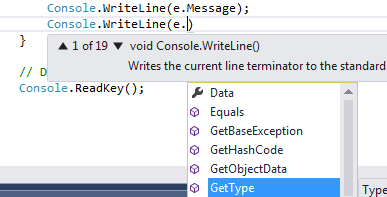 Console.WriteLine(e.Message);
Console.WriteLine(e.)
}
▲ 1 of 19 ▼ void Console.WriteLine()
Writes the current line terminator to the standard
// D
Console.ReadKey();
Data
Equals
GetBaseException
GetHashCode
GetObjectData
GetType
Type